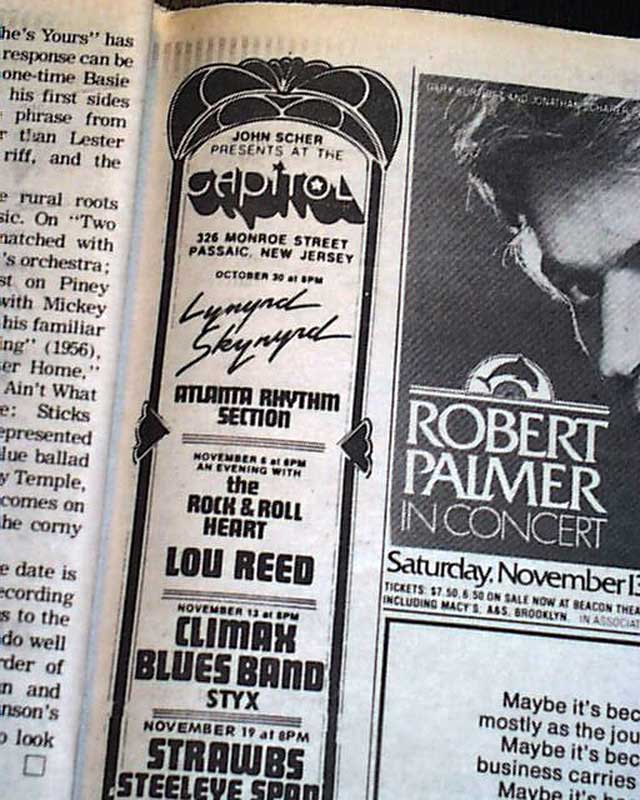 he's Yours" has
response can be
one-time Basie
his first sides
phrase from
r than Lester
riff, and the
e rural roots
sic. On "Two
natched with
's orchestra;
st on Piney
with Mickey
his familiar
ing" (1956),
er Home,"
Ain't What
e: Sticks
epresented
lue ballad
y Temple,
comes on
he corny
e date is
ecording
s to the
do well
rder of
n and
nson's
o look
JOHN SCHER
PRESENTS AT THE
CAPITOL
326 MONROE STREET
PASSAIC, NEW JERSEY
OCTOBER 30 at 8PM
Lynyrd
Skynyrd
ATLANTA RHYTHM
SECTION
NOVEMBER 6 at 8PM
AN EVENING WITH
the
ROCK & ROLL
HEART
LOU REED
NOVEMBER 13 at 8PM
CLIMAX
BLUES BAND
STYX
NOVEMBER 19 at 8PM
STRAWBS
STEELEYE SPAN
AND JONATHAN
ROBERT
PALMER
IN CONCERT
Saturday, November 13
TICKETS: $7.50, 6.50 ON SALE NOW AT BEACON THE
INCLUDING MACY'S, A&S, BROOKLYN. IN ASSOCIAT
Maybe it's bec
mostly as the jou
Maybe it's bec
business carries
Maybe it's b